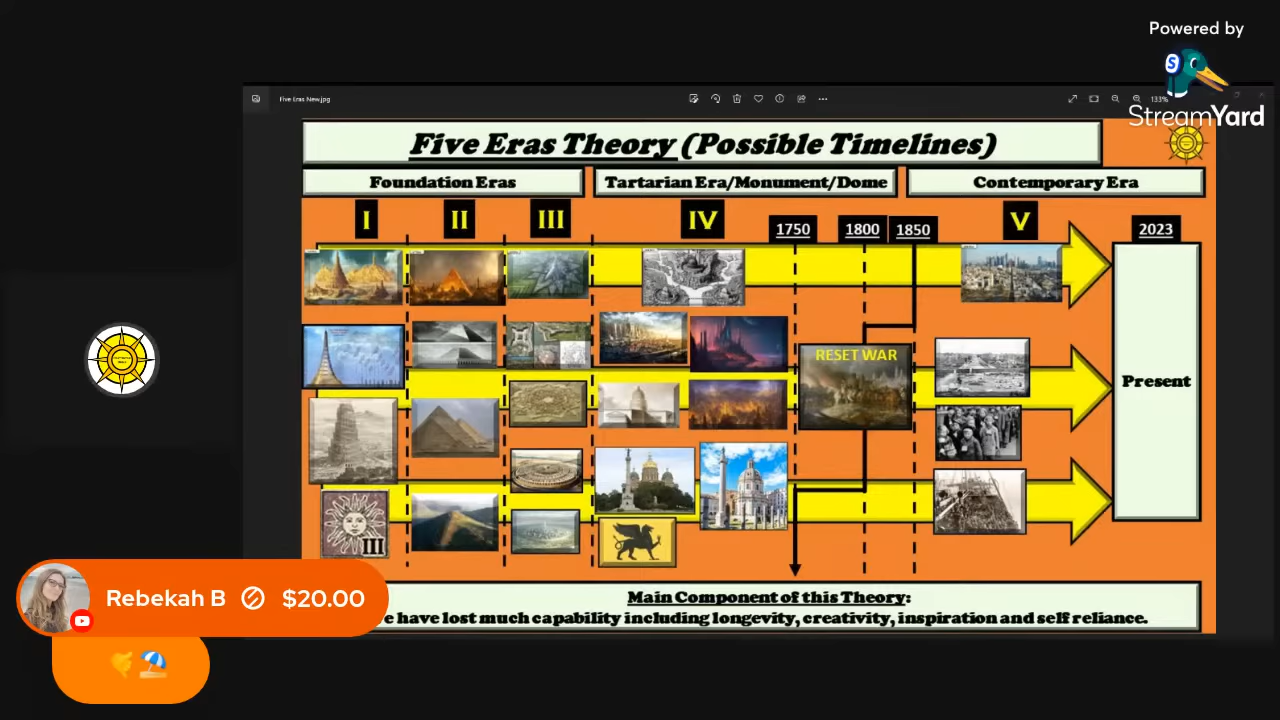 Powered by
StreamYard
Five Eras New.jpg
133%
Five Eras Theory (Possible Timelines)
Foundation Eras
Tartarian Era/Monument/Dome
Contemporary Era
I
II
III
IV
1750
1800
1850
V
2023
RESET WAR
Present
III
Rebekah B
$20.00
Main Component of this Theory:
have lost much capability including longevity, creativity, inspiration and self reliance.